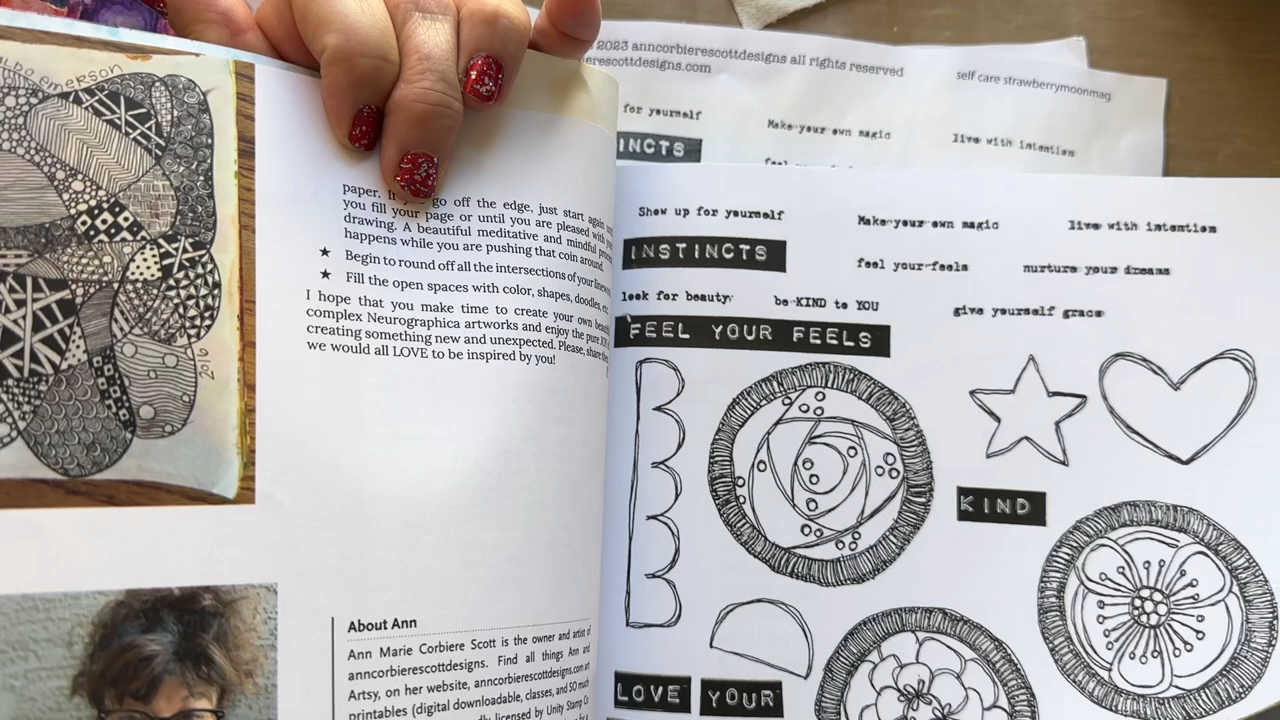 ALDO EMERSON
paper. If go off the edge, just start again
you fill your page or until you are pleased with
drawing. A beautiful meditative and mindful
happens while you are pushing that coin around.
★ Begin to round off all the intersections of your
★ Fill the open spaces with color, shapes, doodles, etc.
I hope that you make time to create your own
complex Neurographica artworks and enjoy the pure
creating something new and unexpected. Please, share
we would all LOVE to be inspired by you!
About Ann
Ann Marie Corbiere Scott is the owner and artist of
anncorbierescottdesigns. Find all things Ann and
Artsy, on her website, anncorbierescottdesigns.com
printables (digital downloadable, classes, and SO much
licensed by Unity Stamp
2023 anncorbierescottdesigns all rights reserved
erescottdesigns.com
self care strawberrymoonmag
for yourself
Make your own magic
live with intention
INCTS
feel
Show up for yourself
Make your own magic
live with intention
INSTINCTS
feel your feels
nurture your dreams
look for beauty
be KIND to YOU
give yourself grace
FEEL YOUR FEELS
KIND
LOVE YOUR